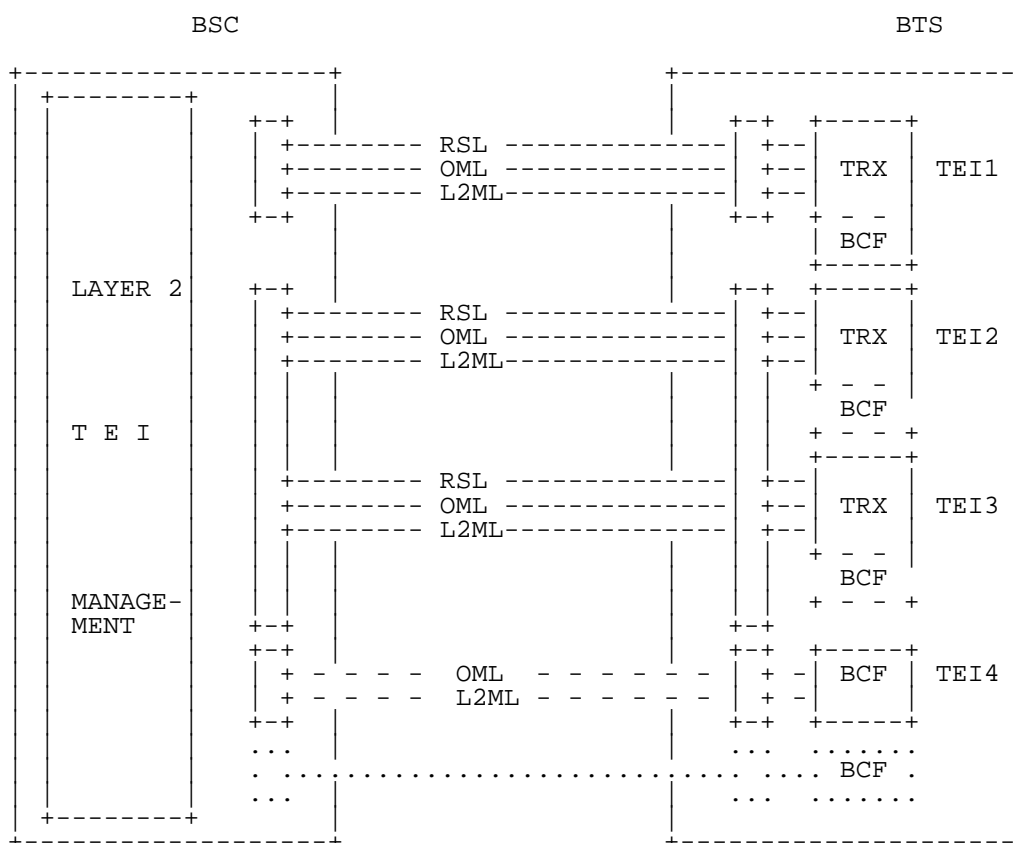 BSC BTS
RSL
OML TRX TEI1
L2ML
BCF
LAYER 2
RSL
OML TRX TEI2
L2ML
BCF
T E I
RSL
OML TRX TEI3
L2ML
BCF
MANAGE-
MENT
OML BCF TEI4
L2ML
BCF